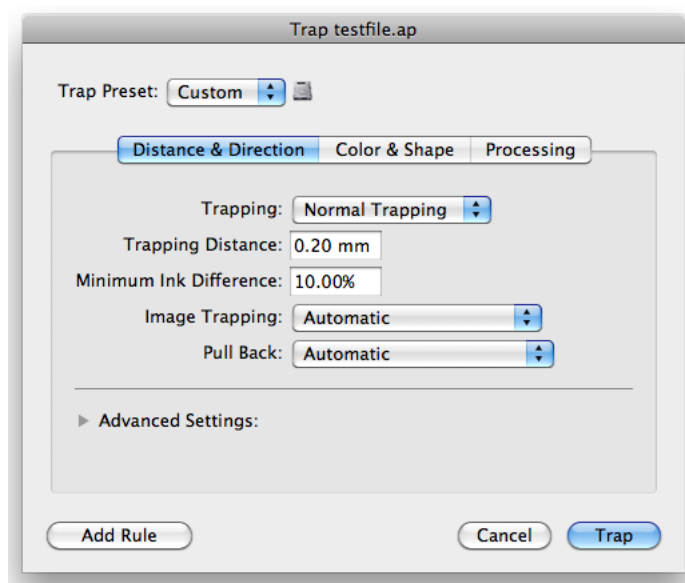 Trap testfile.ap
Trap Preset: Custom
Distance & Direction Color & Shape Processing
Trapping: Normal Trapping
Trapping Distance: 0.20 mm
Minimum Ink Difference: 10.00%
Image Trapping: Automatic
Pull Back: Automatic
Advanced Settings:
Add Rule Cancel Trap